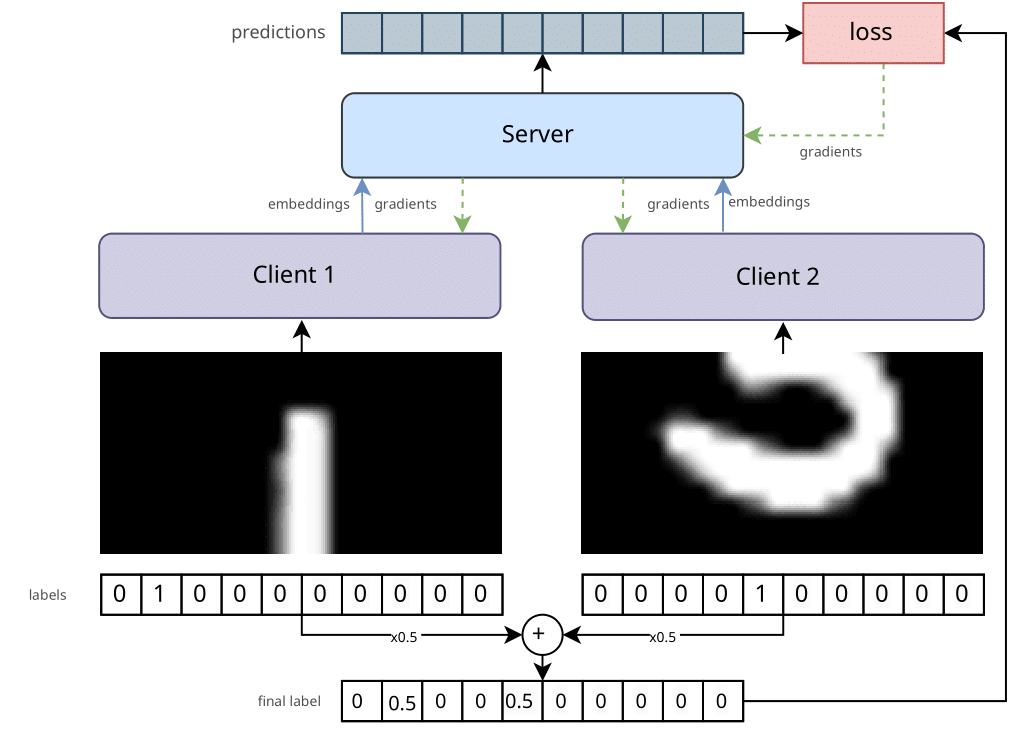 predictions
loss
Server
gradients
embeddings
gradients
gradients
embeddings
Client 1
Client 2
labels
0 1 0 0 0 0 0 0 0 0
0 0 0 0 1 0 0 0 0 0
x0.5
+
x0.5
final label
0 0.5 0 0 0.5 0 0 0 0 0